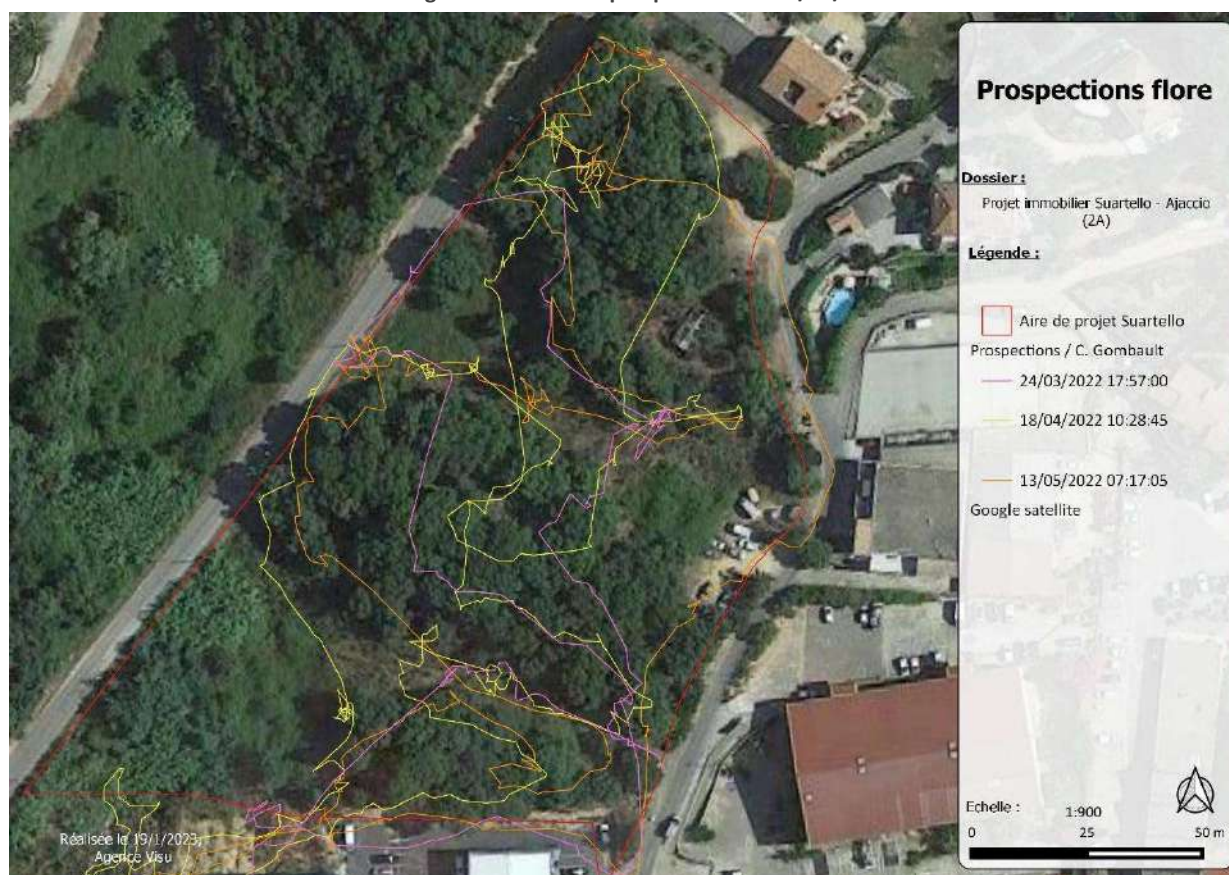 Prospections flore
Dossier :
Projet immobilier Suartello - Ajaccio
(2A)
Légende :
Aire de projet Suartello
Prospections / C. Gombault
24/03/2022 17:57:00
18/04/2022 10:28:45
13/05/2022 07:17:05
Google satellite
Echelle :
1:900
0 25 50 m
Réalisée le 19/1/2023,
Agence Visu